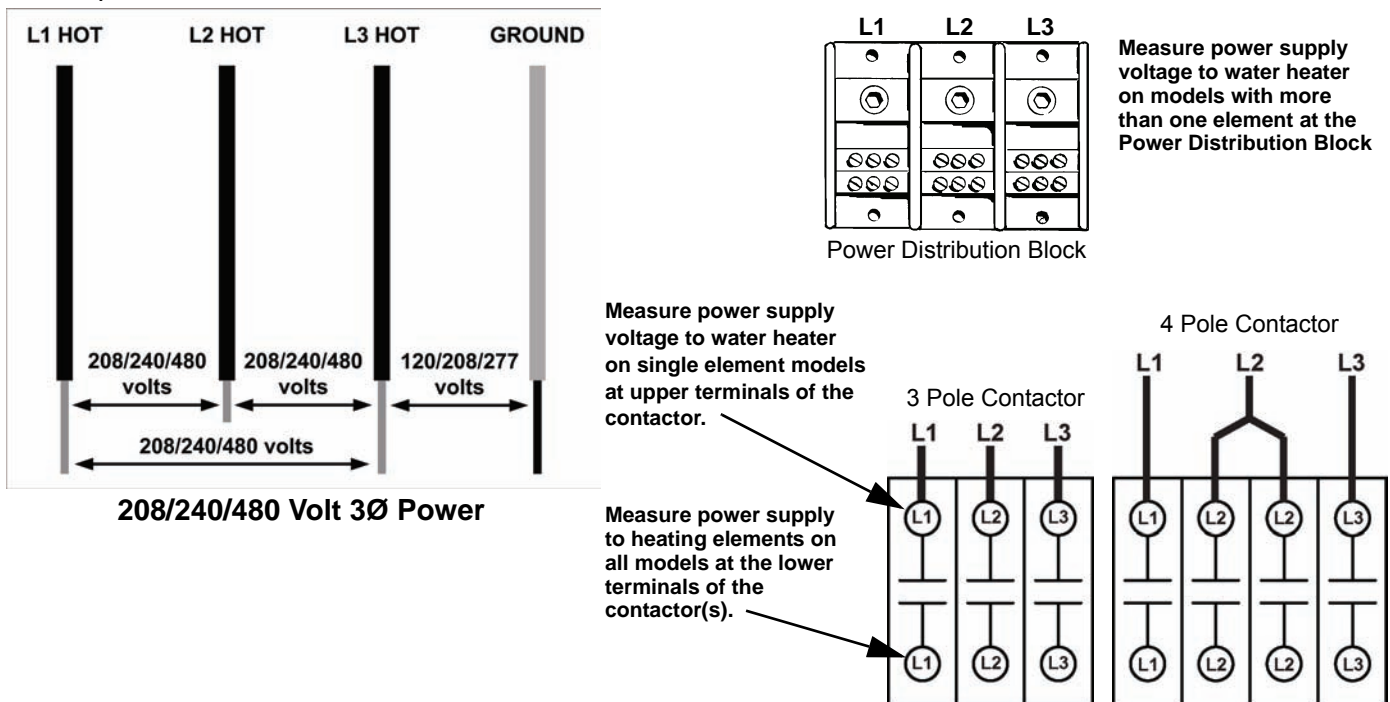 L1 HOT L2 HOT L3 HOT GROUND
208/240/480 volts
208/240/480 volts
120/208/277 volts
208/240/480 volts
208/240/480 Volt 3Ø Power
L1 L2 L3
Power Distribution Block
Measure power supply
voltage to water heater
on models with more
than one element at the
Power Distribution Block
Measure power supply
voltage to water heater
on single element models
at upper terminals of the
contactor.
Measure power supply
to heating elements on
all models at the lower
terminals of the
contactor(s).
3 Pole Contactor
L1 L2 L3
L1 L2 L3
L1 L2 L3
4 Pole Contactor
L1 L2 L3
L1 L2 L2 L3
L1 L2 L2 L3